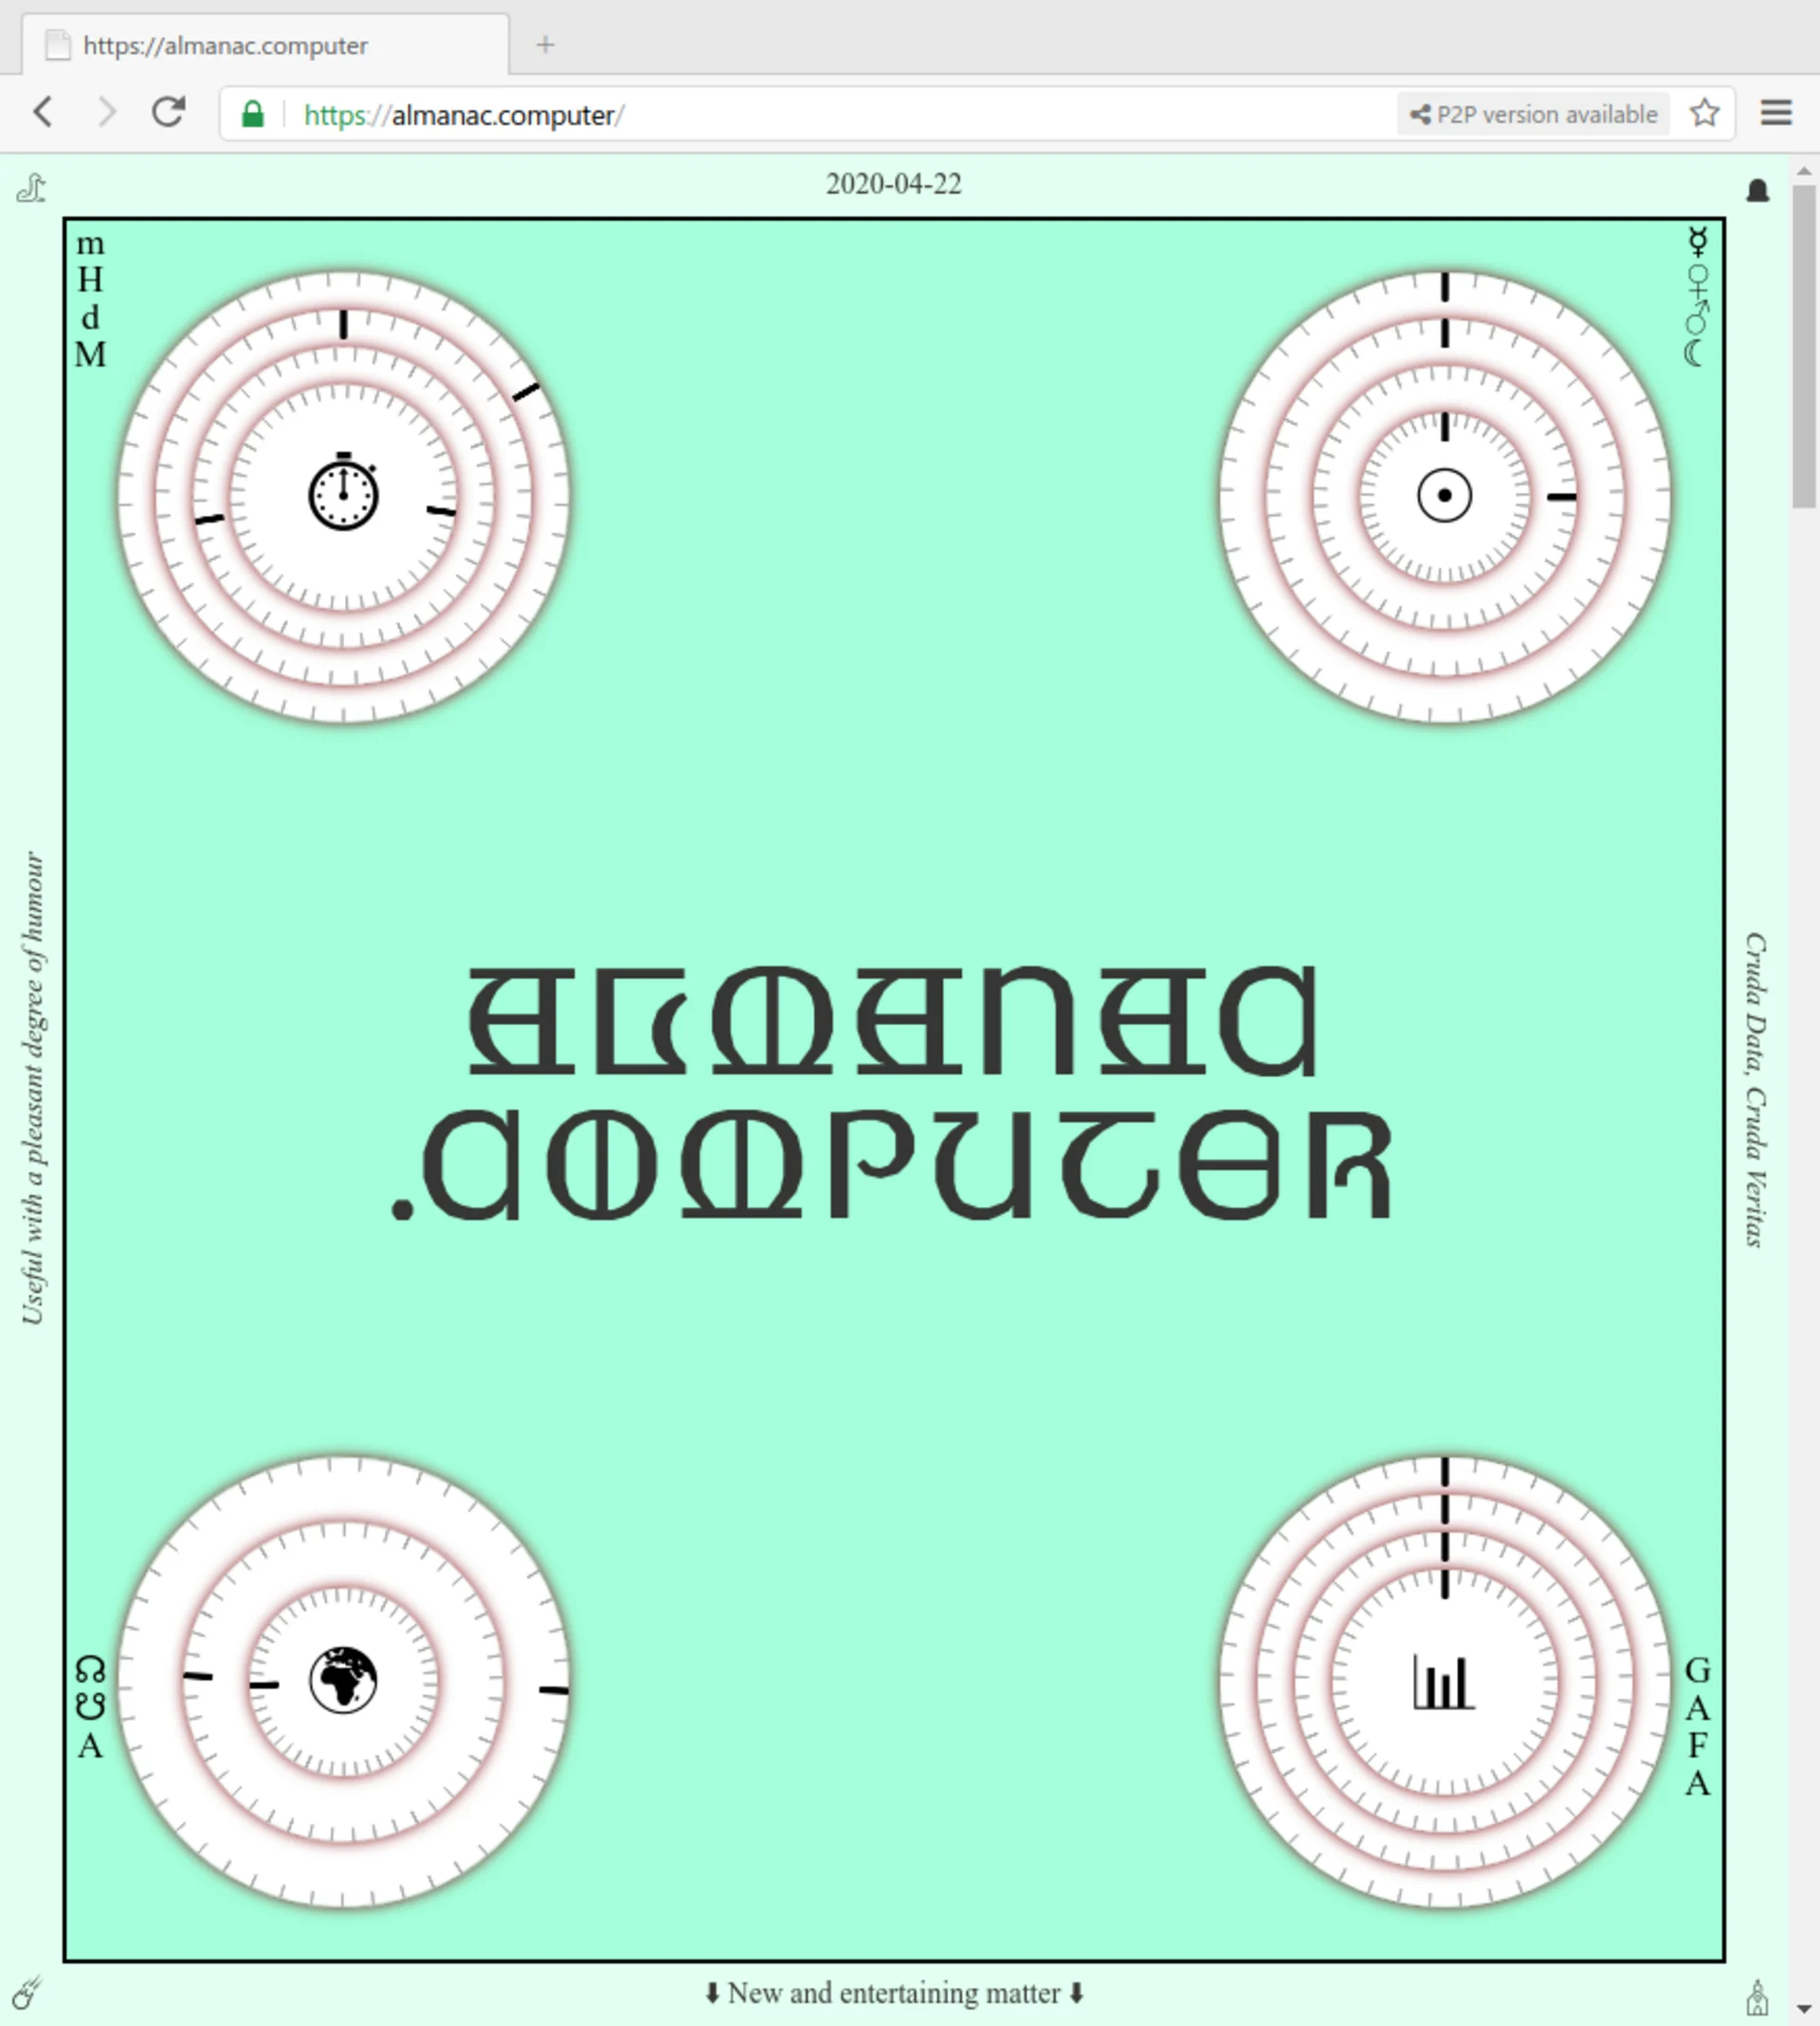 https://almanac.computer
https://almanac.computer/
P2P version available
2020-04-22
m
H
d
M
☿
♀
♂
☾
Useful with a pleasant degree of humour
ALMANAC
.COMPUTER
Cruda Data, Cruda Veritas
☊
☋
A
G
A
F
A
⬇ New and entertaining matter ⬇